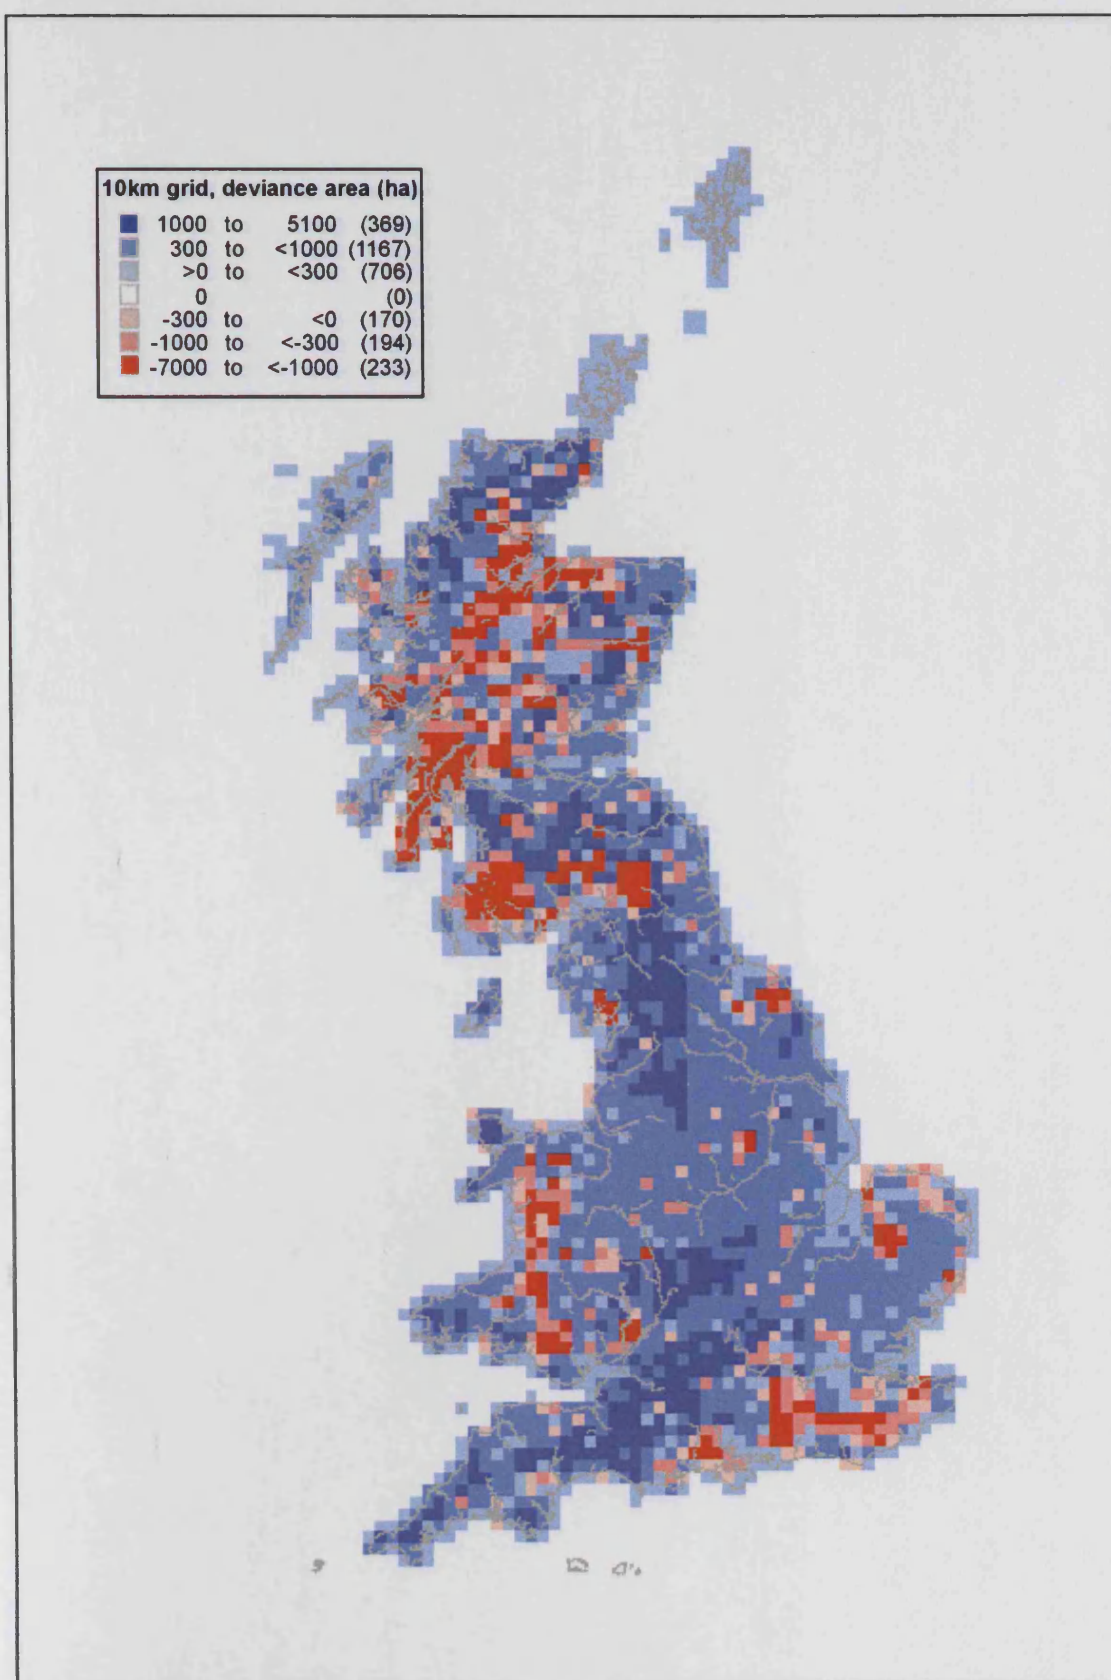 10km grid, deviance area (ha)
1000 to 5100 (369)
300 to <1000 (1167)
>0 to <300 (706)
0 (0)
-300 to <0 (170)
-1000 to <-300 (194)
-7000 to <-1000 (233)